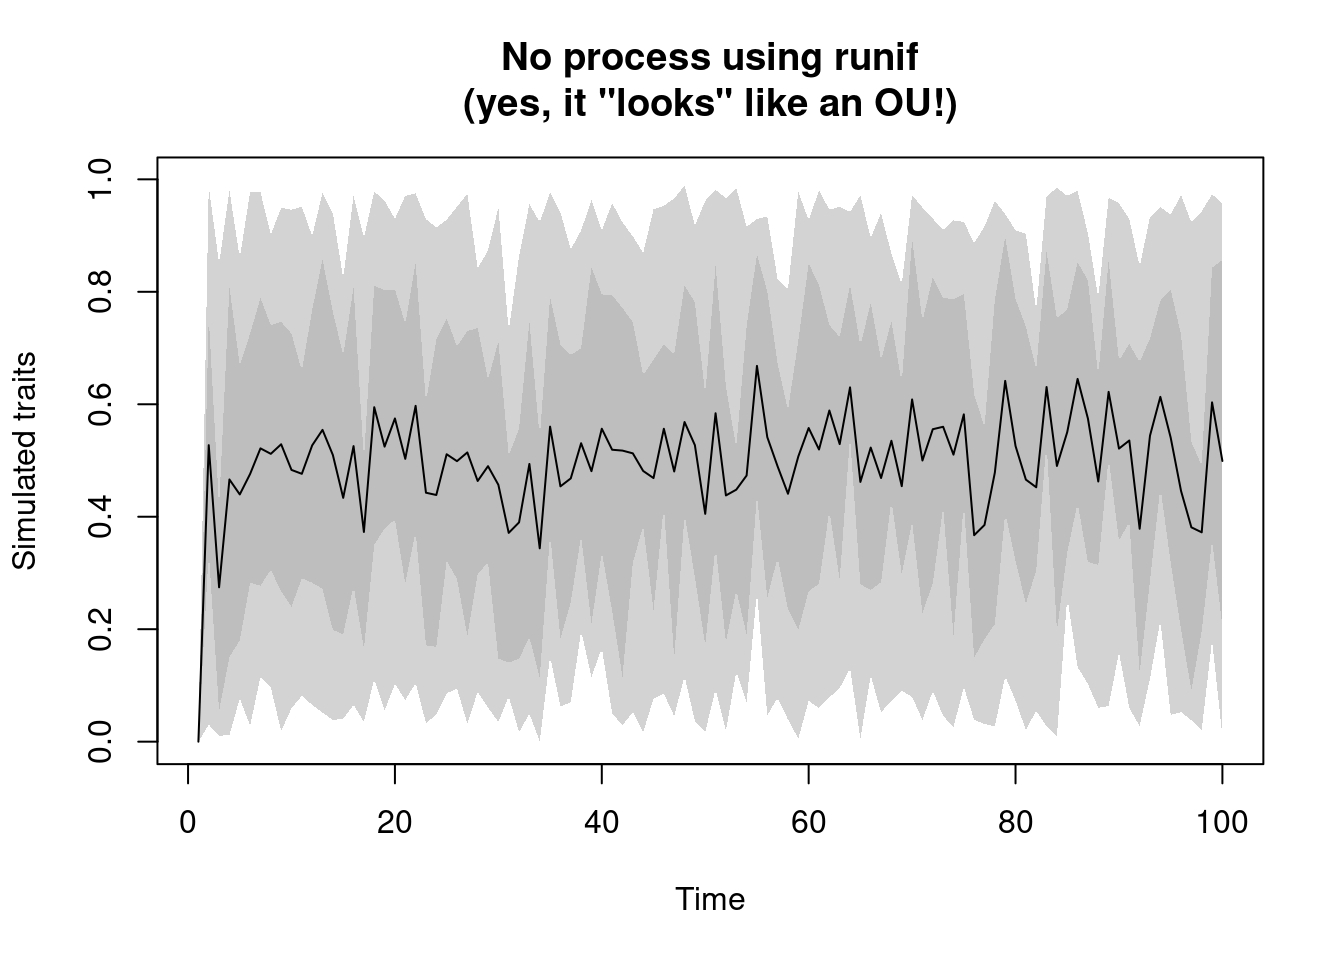 No process using runif
(yes, it "looks" like an OU!)
Simulated traits
1.0
0.8
0.6
0.4
0.2
0.0
0 20 40 60 80 100
Time